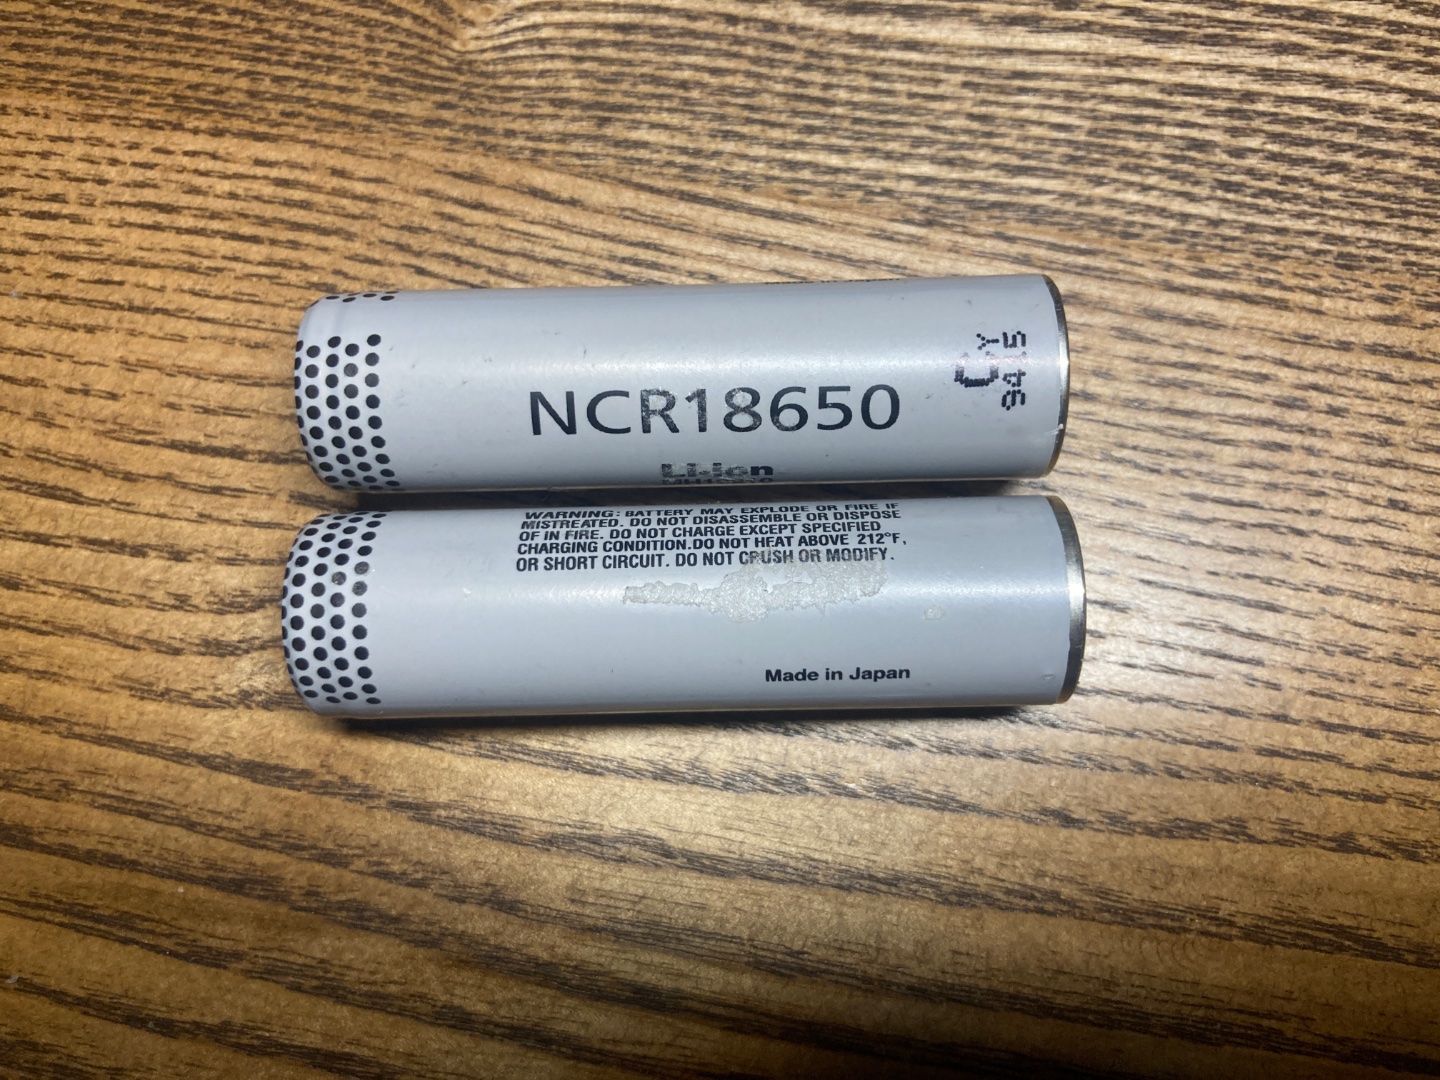 NCR18650
Li-ion
CY
9415
WARNING: BATTERY MAY EXPLODE OR FIRE IF
MISTREATED. DO NOT DISASSEMBLE OR DISPOSE
OF IN FIRE. DO NOT CHARGE EXCEPT SPECIFIED
CHARGING CONDITION.DO NOT HEAT ABOVE 212°F,
OR SHORT CIRCUIT. DO NOT CRUSH OR MODIFY.
Made in Japan